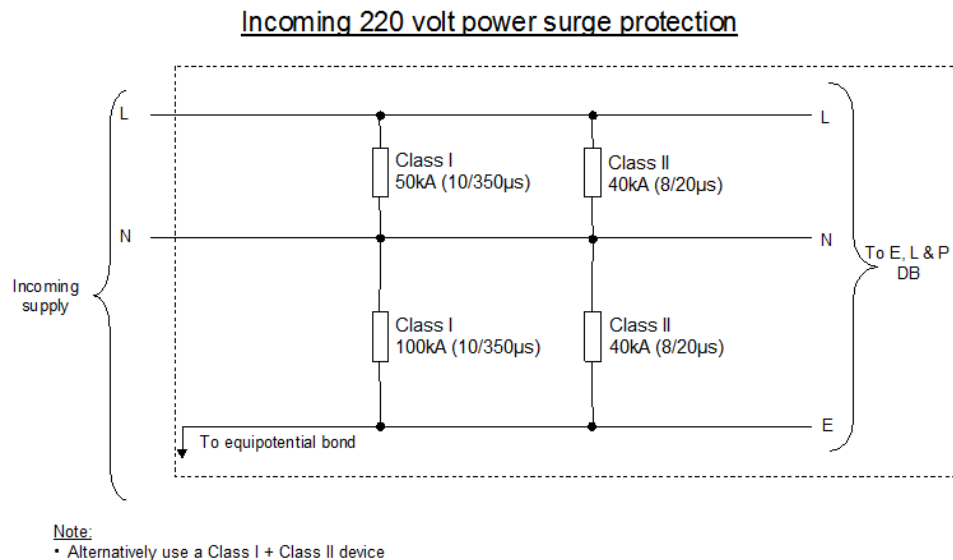 Incoming 220 volt power surge protection
L
L
Class I
50kA (10/350µs)
Class II
40kA (8/20µs)
N
N
To E, L & P
DB
Incoming
supply
Class I
100kA (10/350µs)
Class II
40kA (8/20µs)
E
To equipotential bond
Note:
• Alternatively use a Class I + Class II device